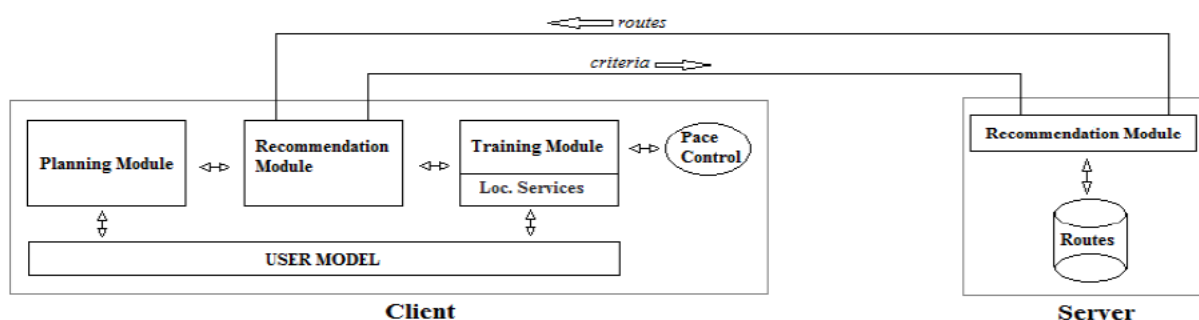 routes
criteria
Planning Module
Recommendation
Module
Training Module
Loc. Services
Pace
Control
USER MODEL
Client
Recommendation Module
Routes
Server